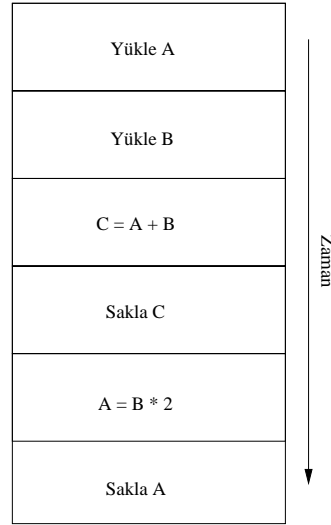 Yükle A
Yükle B
C = A + B
Sakla C
A = B * 2
Sakla A
Zaman